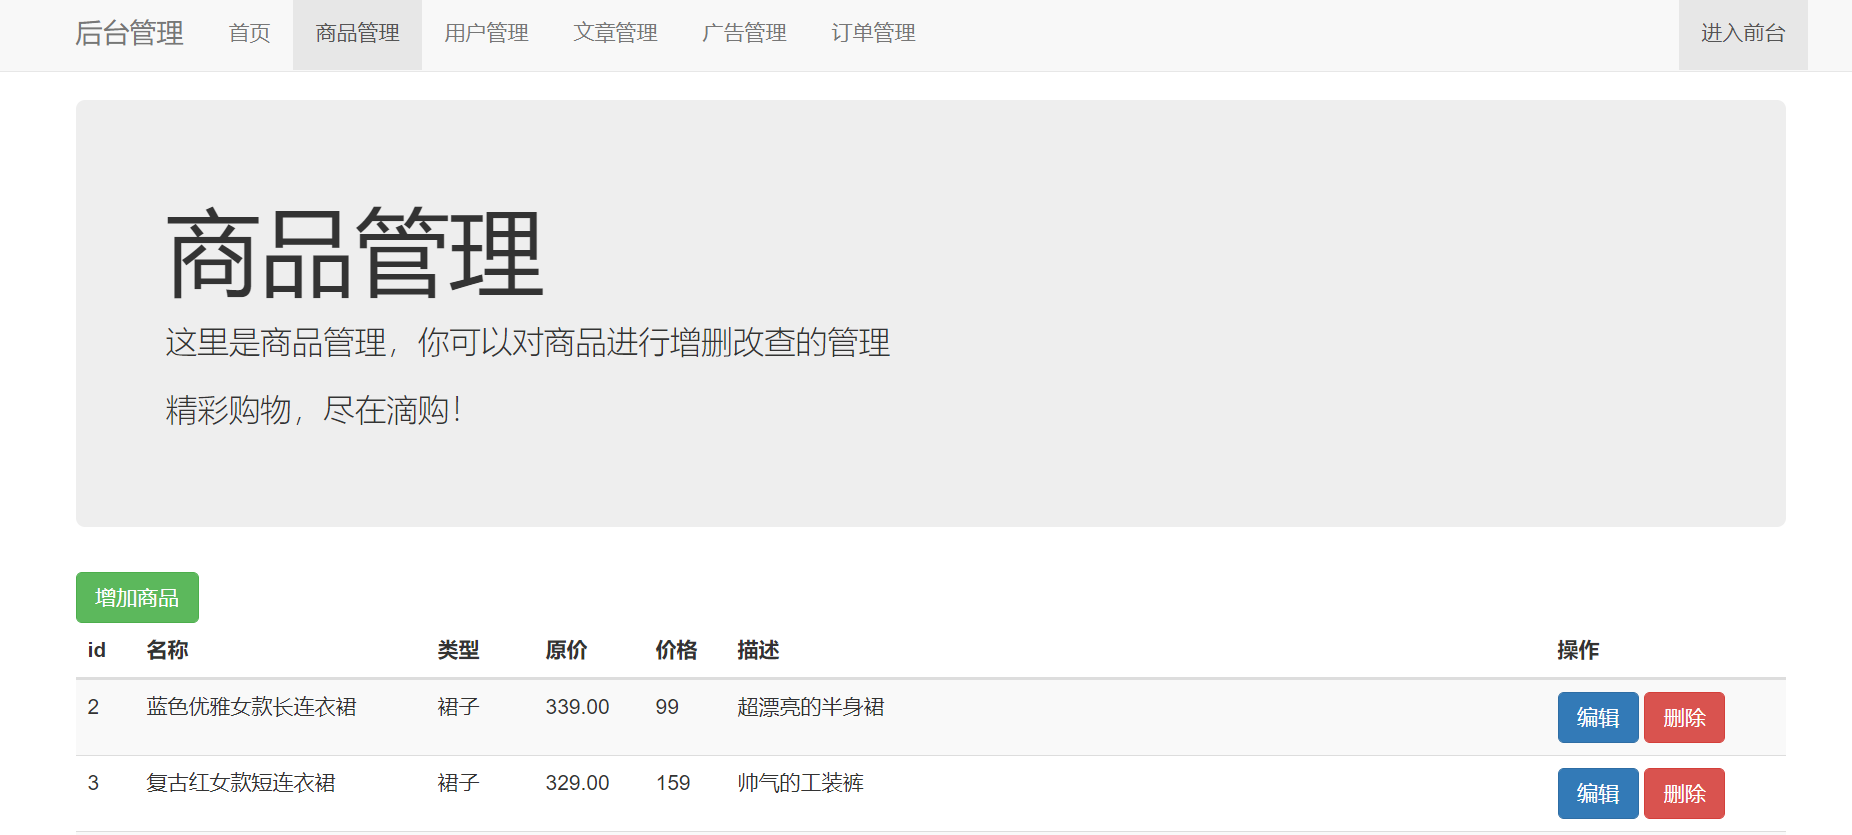 后台管理 首页 商品管理 用户管理 文章管理 广告管理 订单管理 进入前台
商品管理
这里是商品管理，你可以对商品进行增删改查的管理
精彩购物，尽在滴购！
增加商品
id 名称 类型 原价 价格 描述 操作
2 蓝色优雅女款长连衣裙 裙子 339.00 99 超漂亮的半身裙 编辑 删除
3 复古红女款短连衣裙 裙子 329.00 159 帅气的工装裤 编辑 删除